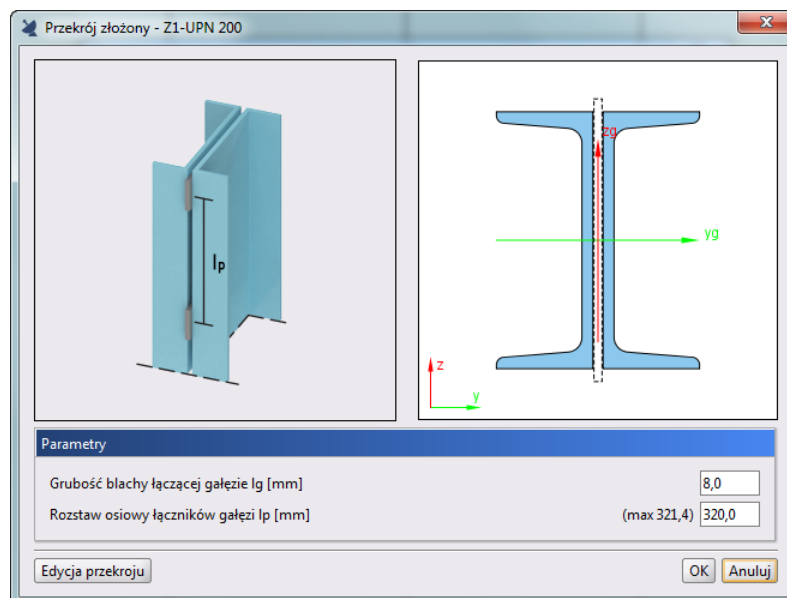 Przekrój złożony - Z1-UPN 200
lp
zg
yg
z
y
Parametry
Grubość blachy łączącej gałęzie lg [mm] 8,0
Rozstaw osiowy łączników gałęzi lp [mm] (max 321,4) 320,0
Edycja przekroju OK Anuluj